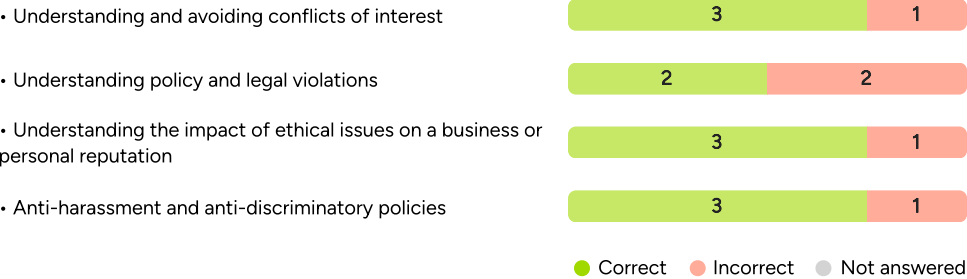 • Understanding and avoiding conflicts of interest
3 1
• Understanding policy and legal violations
2 2
• Understanding the impact of ethical issues on a business or
personal reputation
3 1
• Anti-harassment and anti-discriminatory policies
3 1
Correct Incorrect Not answered